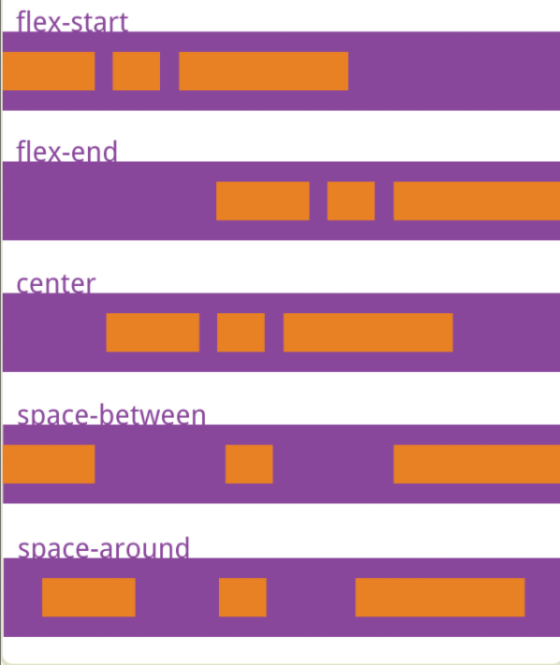 flex-start
flex-end
center
space-between
space-around